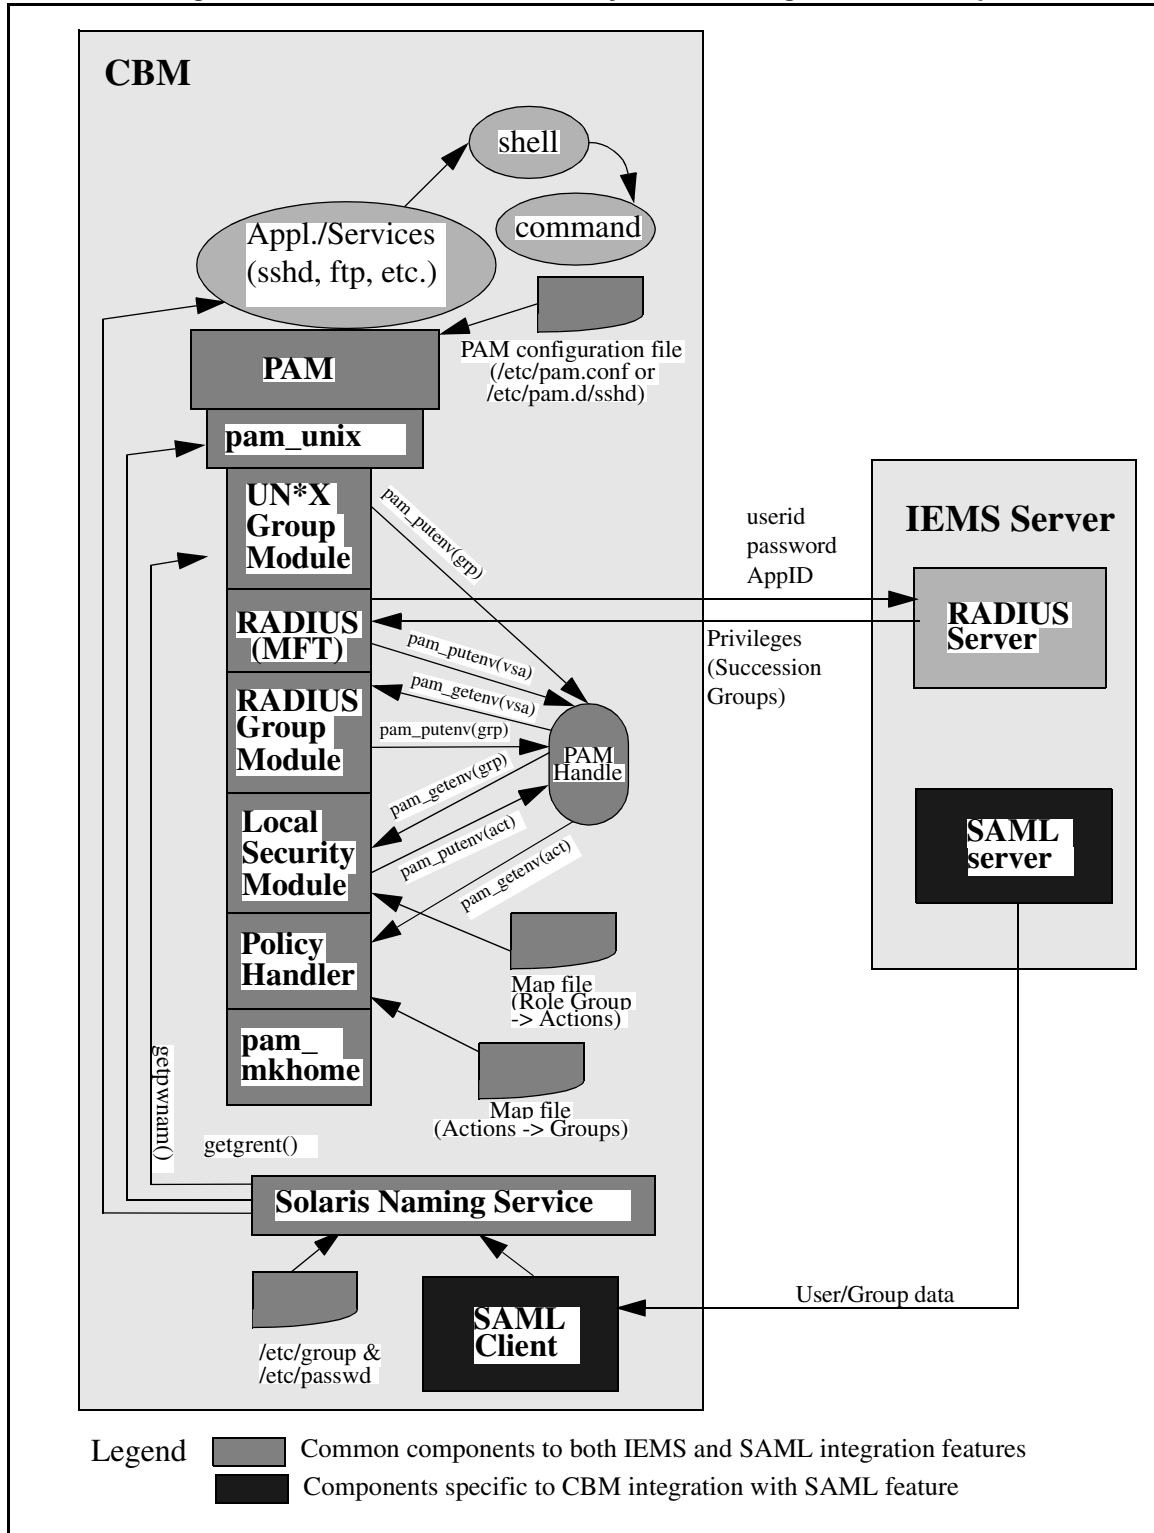 CBM
shell
command
Appl./Services
(sshd, ftp, etc.)
PAM
PAM configuration file
(/etc/pam.conf or
/etc/pam.d/sshd)
pam_unix
UN*X
Group
Module
pam_putenv(grp)
userid
password
AppID
IEMS Server
RADIUS
Server
RADIUS
(MFT)
pam_putenv(vsa)
Privileges
(Succession
Groups)
pam_getenv(vsa)
RADIUS
Group
Module
pam_putenv(grp)
PAM
Handle
pam_getenv(grp)
Local
Security
Module
pam_putenv(act)
pam_getenv(act)
SAML
server
Policy
Handler
Map file
(Role Group
-> Actions)
pam_
mkhome
Map file
(Actions -> Groups)
getpwnam()
getgrent()
Solaris Naming Service
SAML
Client
User/Group data
/etc/group &
/etc/passwd
Legend
Common components to both IEMS and SAML integration features
Components specific to CBM integration with SAML feature